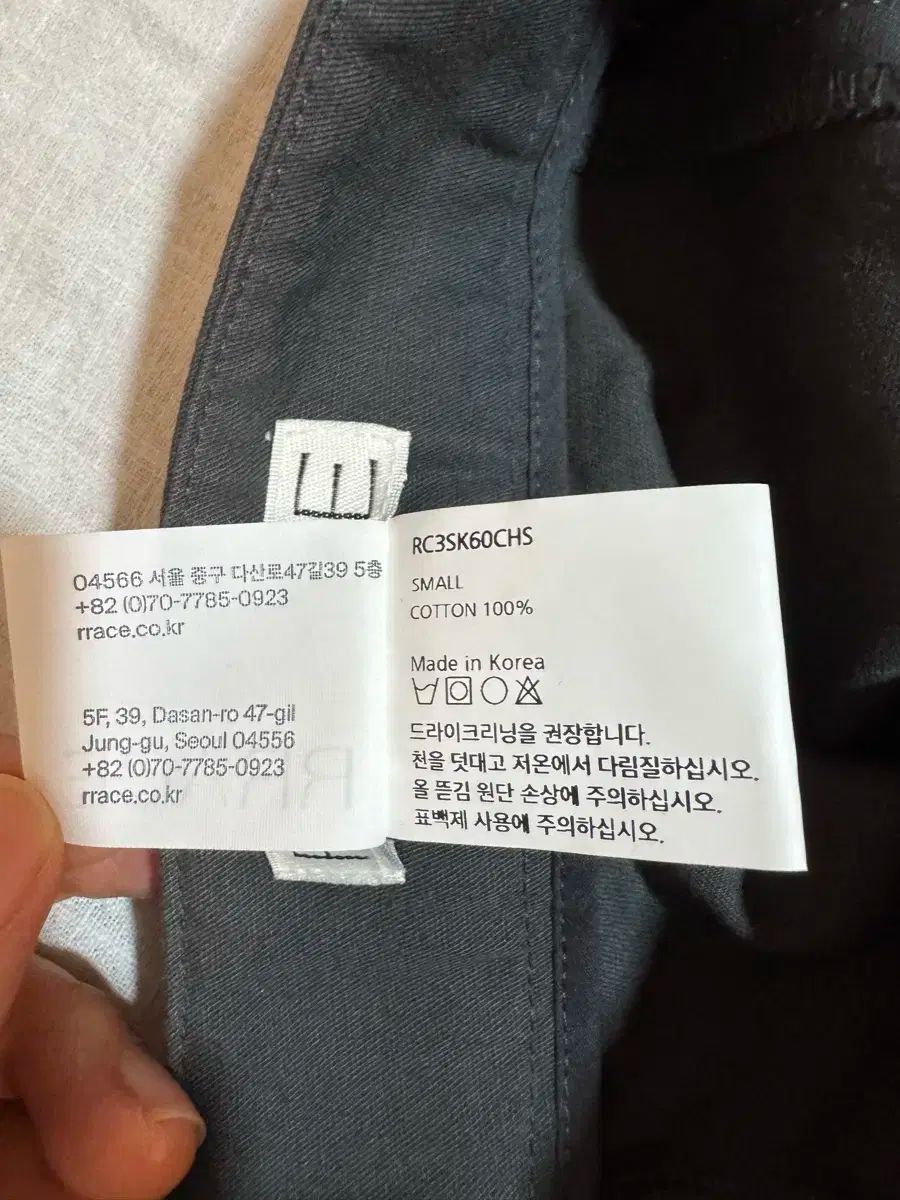 04566 서울 중구 다산로47길39 5층
+82 (0)70-7785-0923
rrace.co.kr
5F, 39, Dasan-ro 47-gil
Jung-gu, Seoul 04556
+82 (0)70-7785-0923
rrace.co.kr
RC3SK60CHS
SMALL
COTTON 100%
Made in Korea
드라이크리닝을 권장합니다.
천을 덧대고 저온에서 다림질하십시오.
올 뜯김 원단 손상에 주의하십시오.
표백제 사용에 주의하십시오.